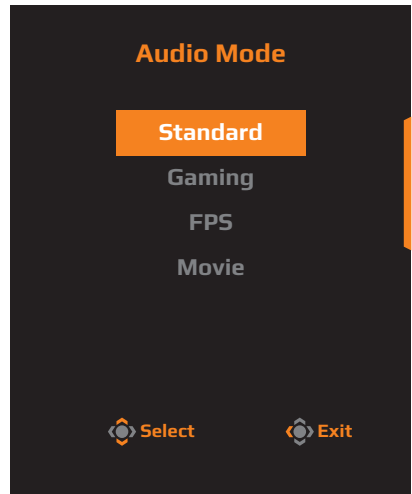 Audio Mode
Standard
Gaming
FPS
Movie
Select Exit